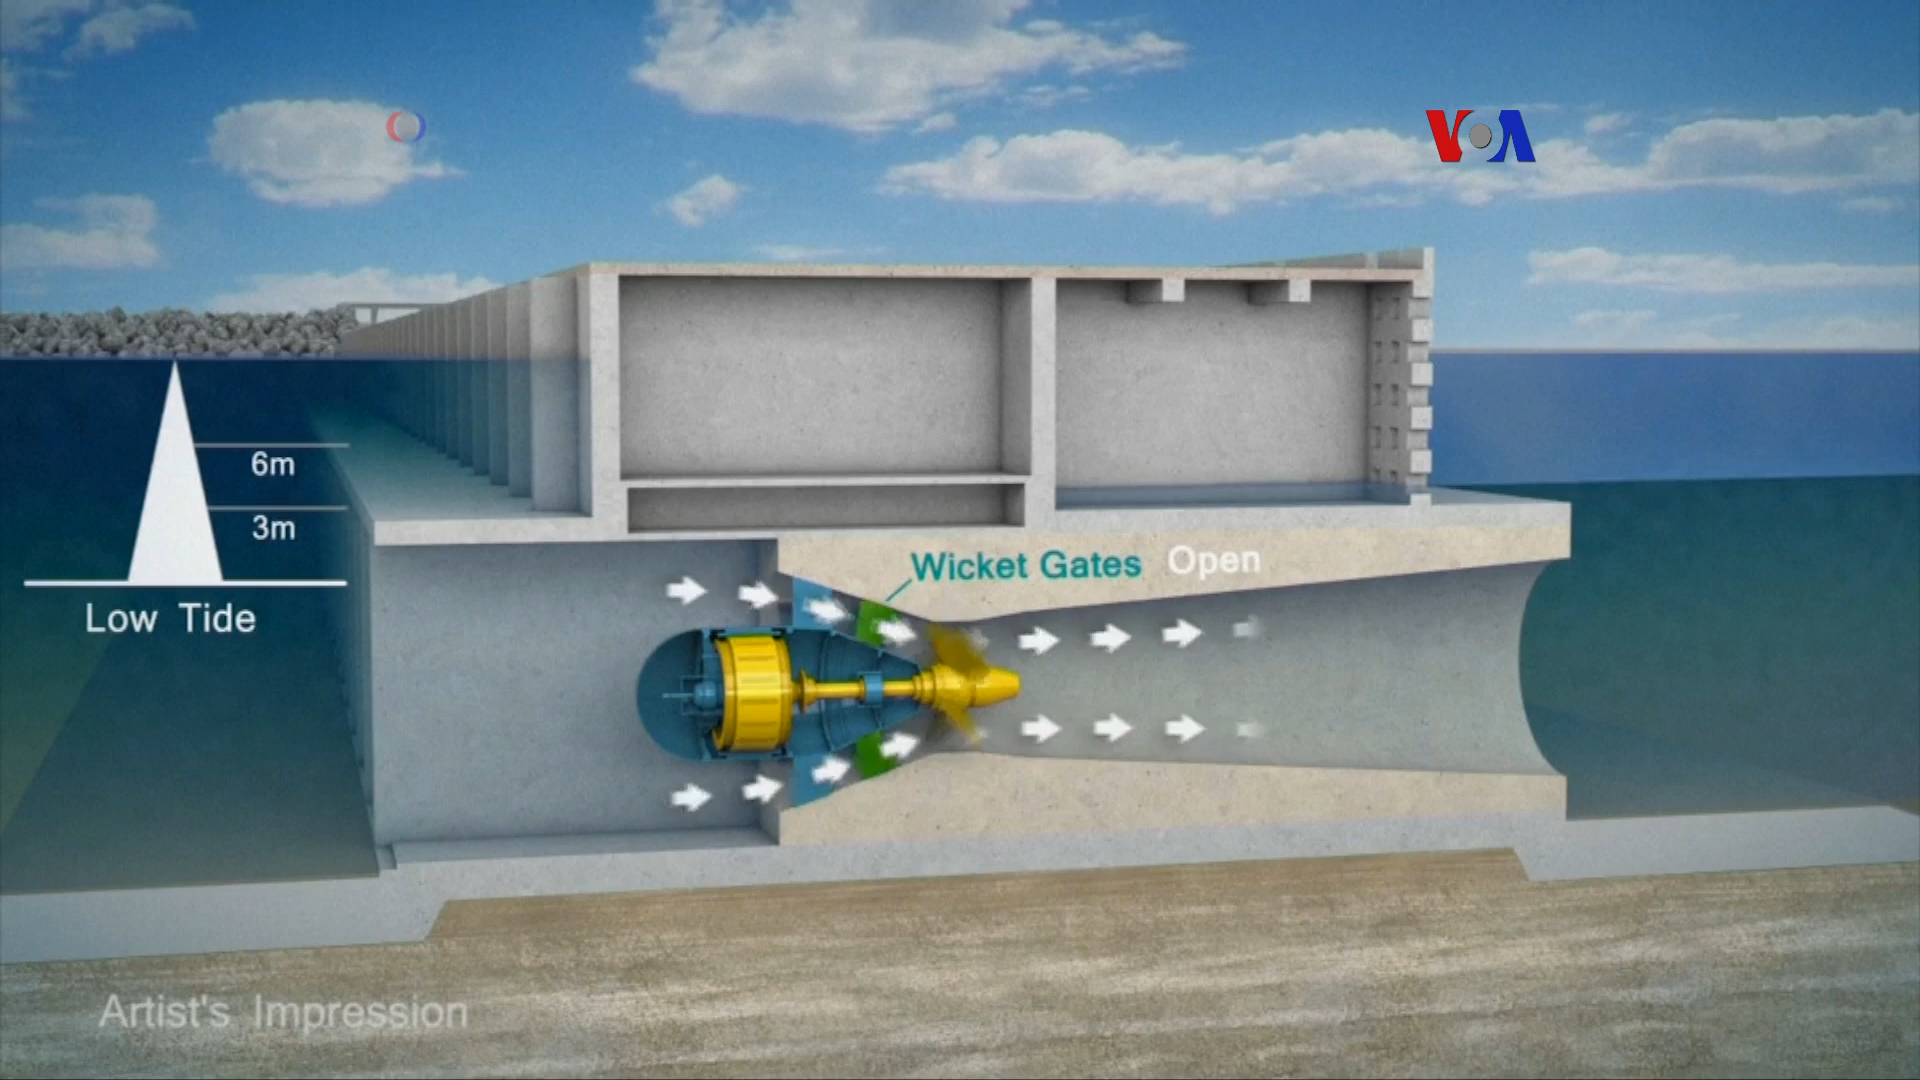 VOA
6m
3m
Low Tide
Wicket Gates Open
Artist's Impression